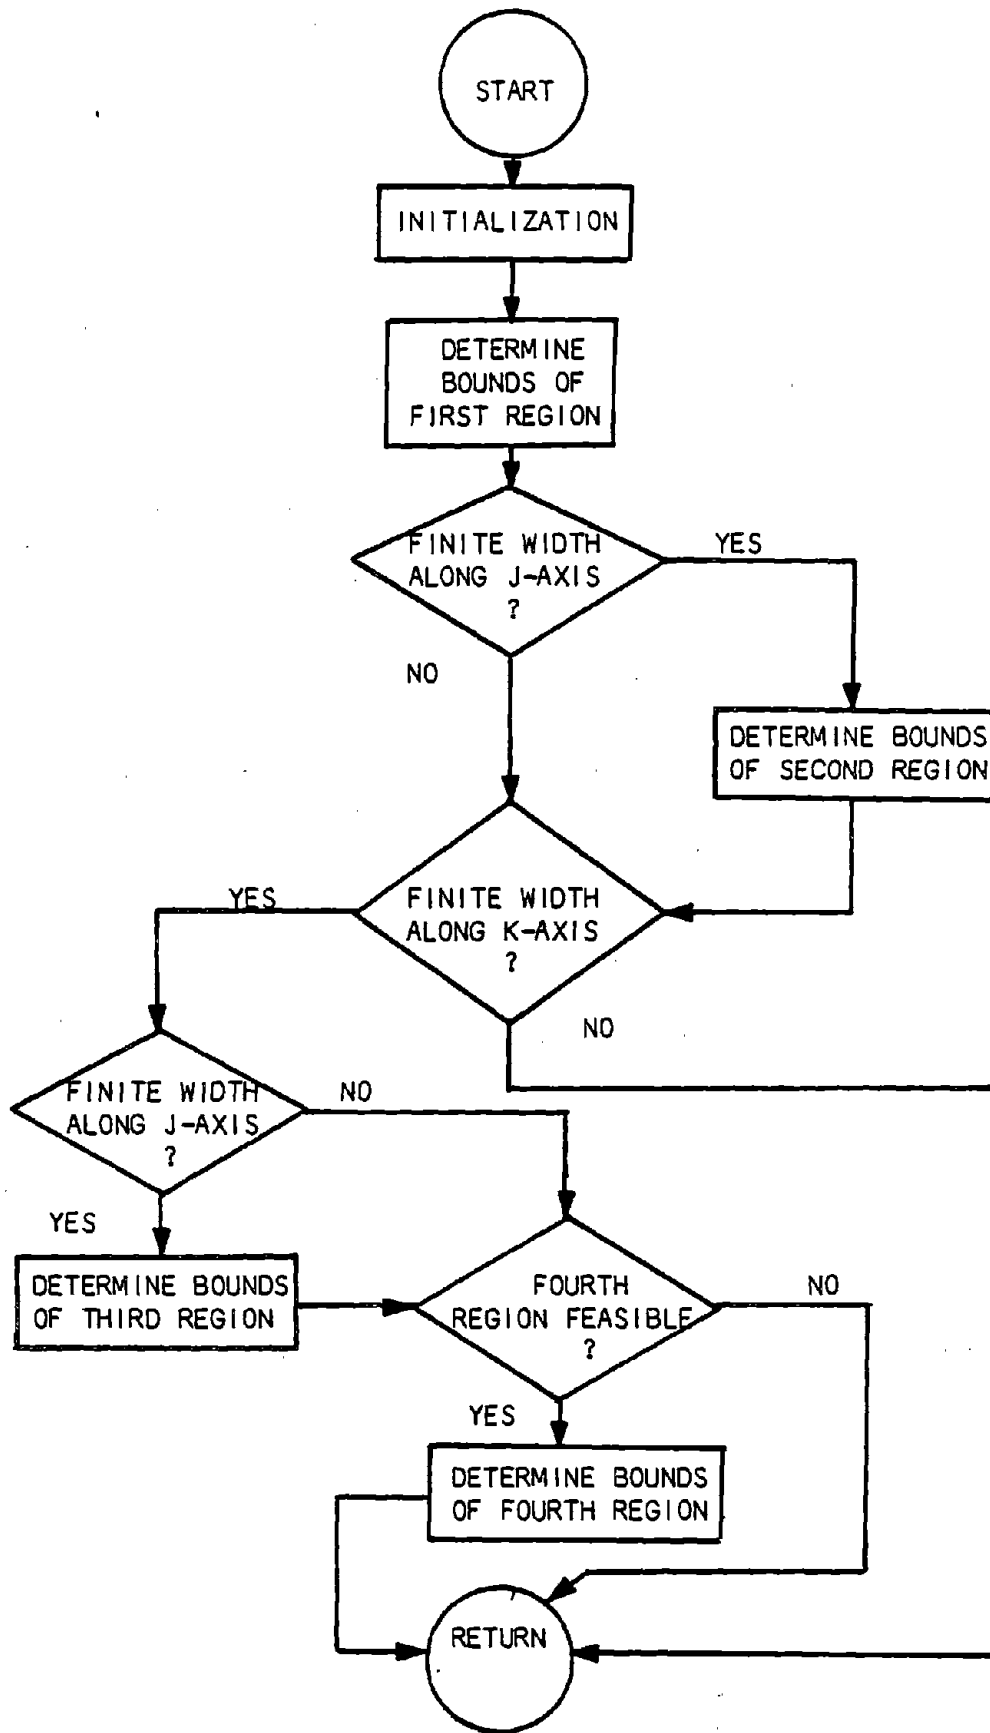 START
INITIALIZATION
DETERMINE
BOUNDS OF
FIRST REGION
FINITE WIDTH
ALONG J-AXIS
?
YES
NO
DETERMINE BOUNDS
OF SECOND REGION
FINITE WIDTH
ALONG K-AXIS
?
YES
NO
FINITE WIDTH
ALONG J-AXIS
?
NO
YES
DETERMINE BOUNDS
OF THIRD REGION
FOURTH
REGION FEASIBLE
?
NO
YES
DETERMINE BOUNDS
OF FOURTH REGION
RETURN